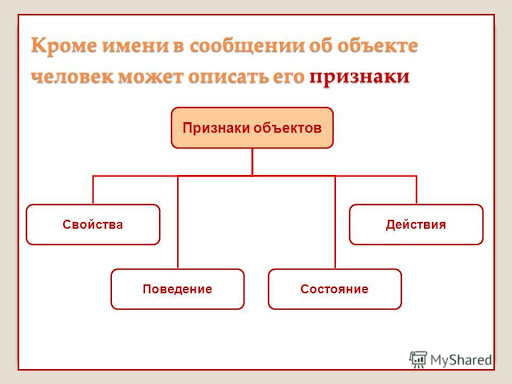 Кроме имени в сообщении об объекте
человек может описать его признаки
Признаки объектов
Свойства
Действия
Поведение
Состояние
MyShared